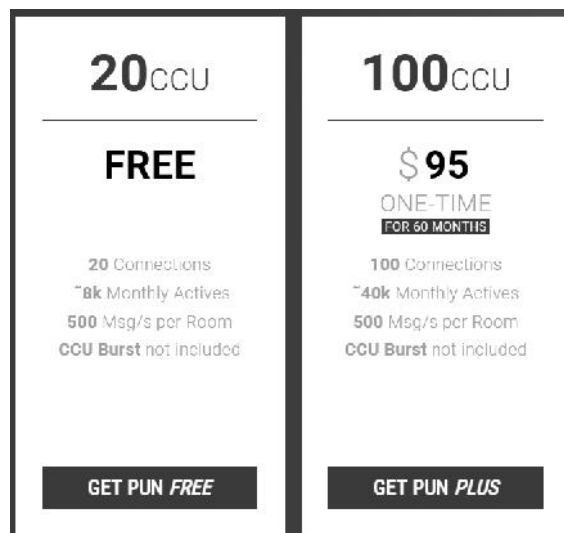 20CCU
FREE
20 Connections
~8k Monthly Actives
500 Msg/s per Room
CCU Burst not included
GET PUN FREE
100CCU
$95
ONE-TIME
FOR 60 MONTHS
100 Connections
~40k Monthly Actives
500 Msg/s per Room
CCU Burst not included
GET PUN PLUS